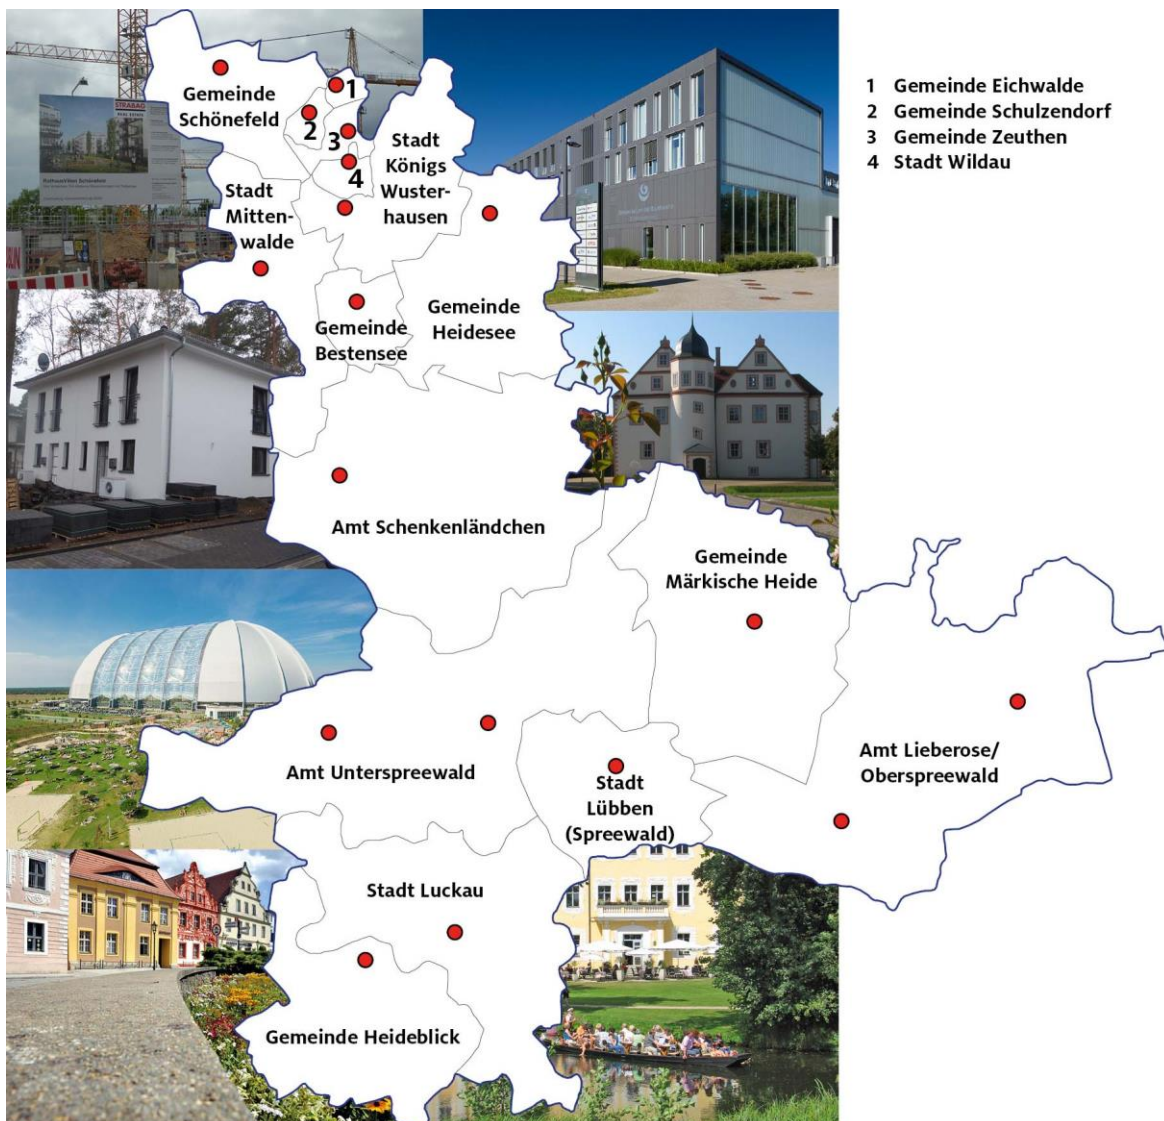 1 Gemeinde Eichwalde
2 Gemeinde Schulzendorf
3 Gemeinde Zeuthen
4 Stadt Wildau
Gemeinde
Schönefeld
1
2
3
4
Stadt
Königs
Wuster-
hausen
Stadt
Mitten-
walde
Gemeinde
Bestensee
Gemeinde
Heidesee
STRABAG
Amt Schenkenländchen
Gemeinde
Märkische Heide
Amt Unterspreewald
Stadt
Lübben
(Spreewald)
Amt Lieberose/
Oberspreewald
Stadt Luckau
Gemeinde Heideblick